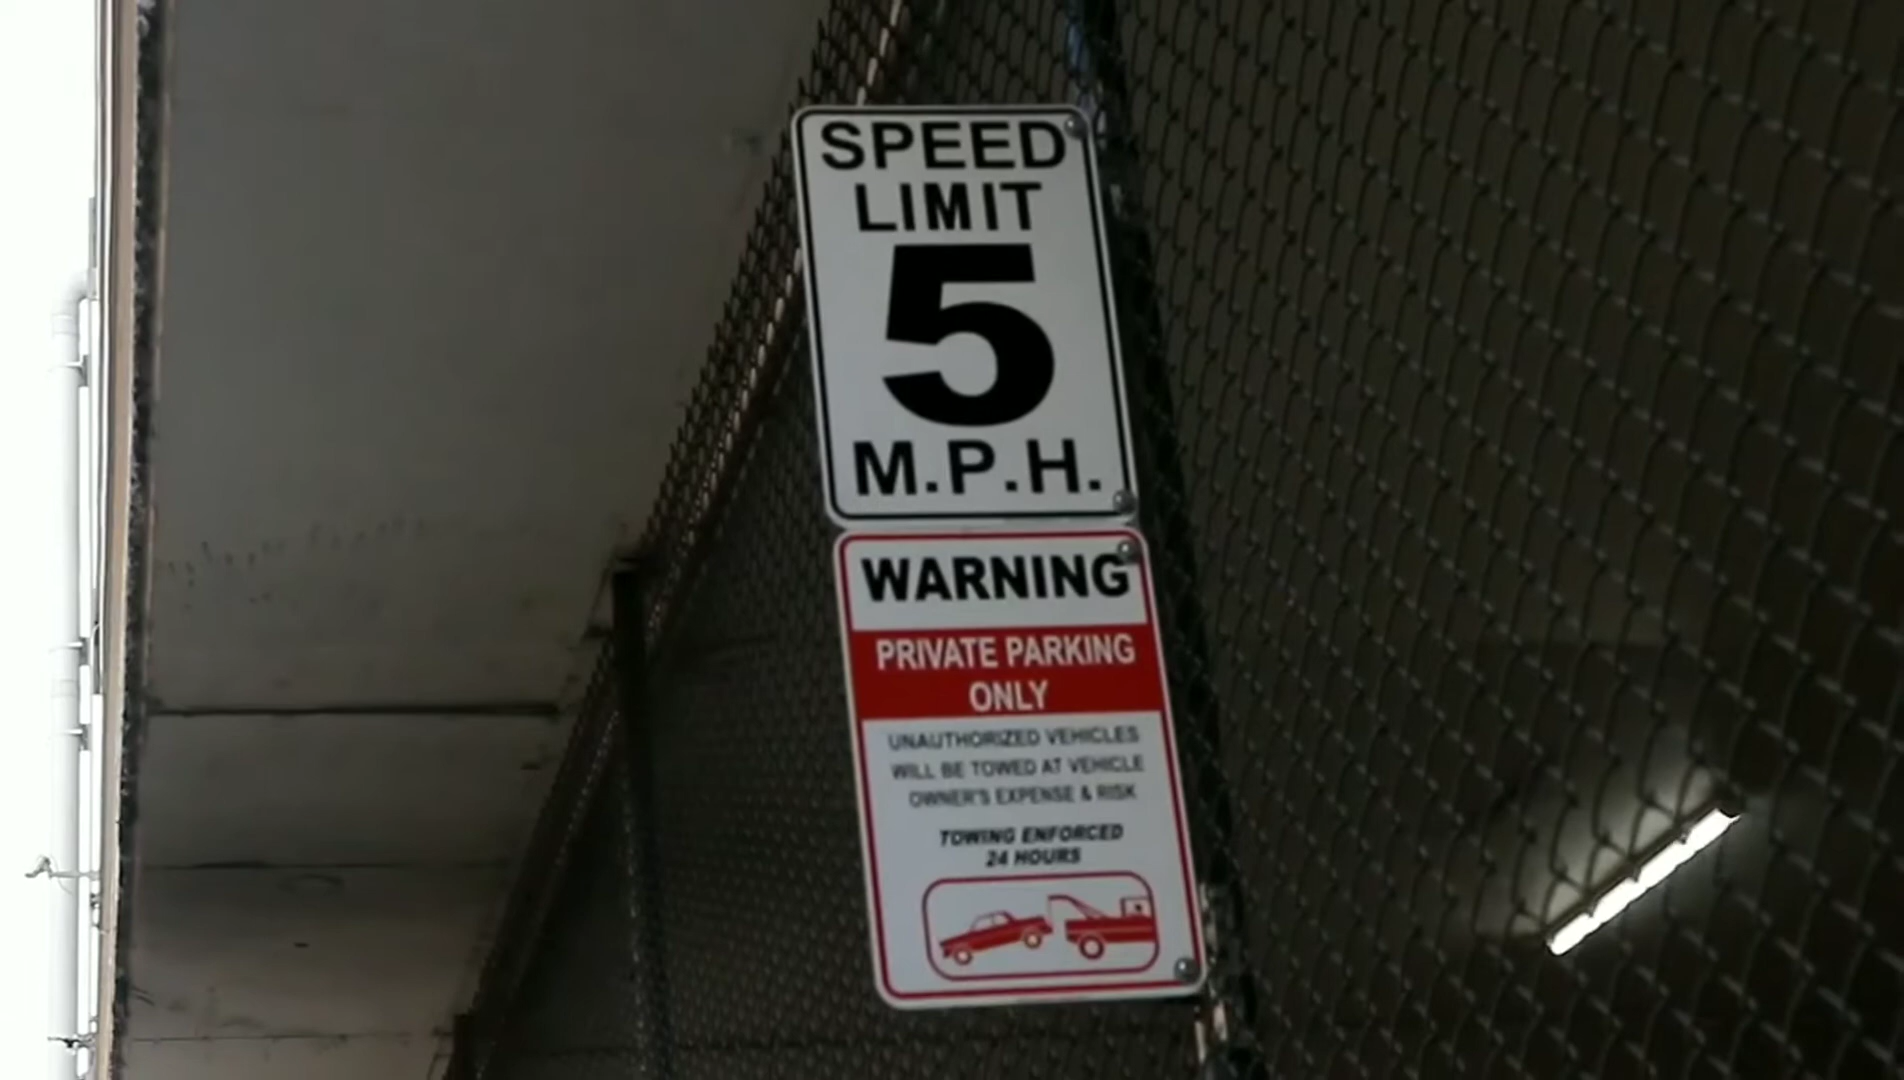 SPEED
LIMIT
5
M.P.H.
WARNING
PRIVATE PARKING
ONLY
UNAUTHORIZED VEHICLES
WILL BE TOWED AT VEHICLE
OWNER'S EXPENSE & RISK
TOWING ENFORCED
24 HOURS